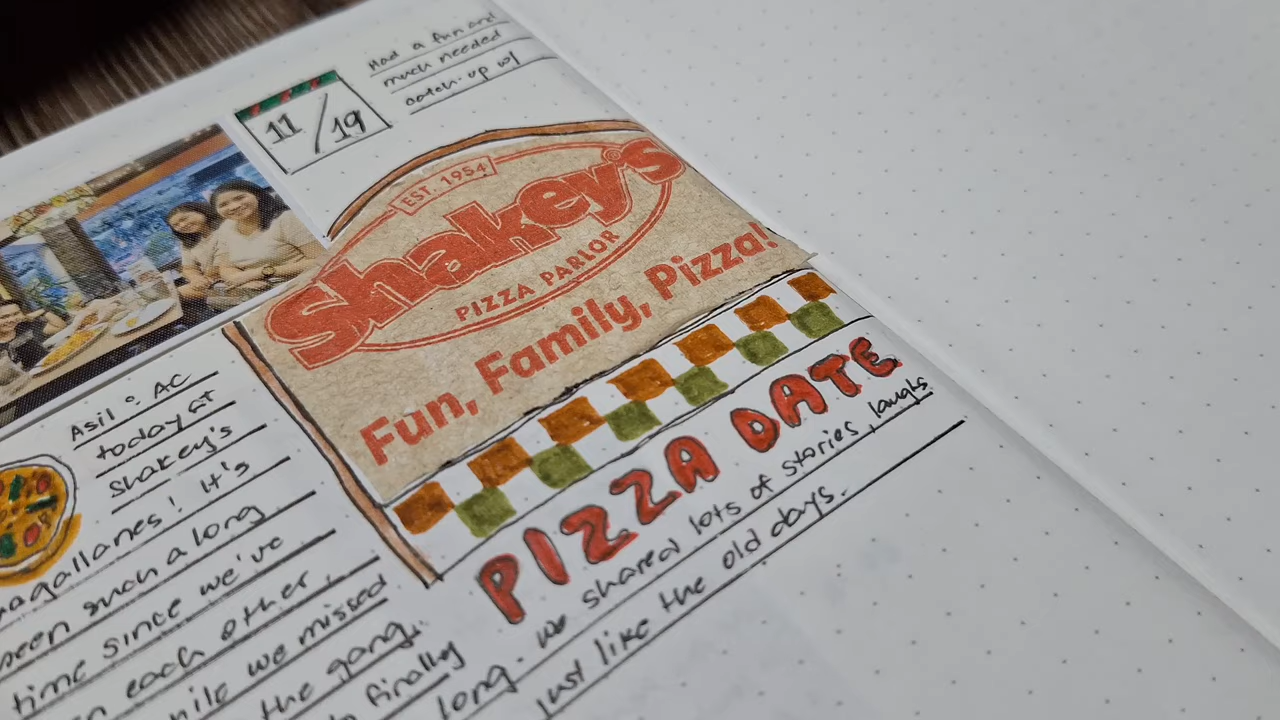 11/19
Had a fun and
much needed
catch-up w/
EST. 1954
Shakey's®
PIZZA PARLOR
Fun, Family, Pizza!
PIZZA DATE
Asil & AC
today at
Shakey's
magallanes! It's
been such a long
time since we've
each other.
while we missed
the gang,
finally
long. We shared lots of stories, laughs
just like the old days.